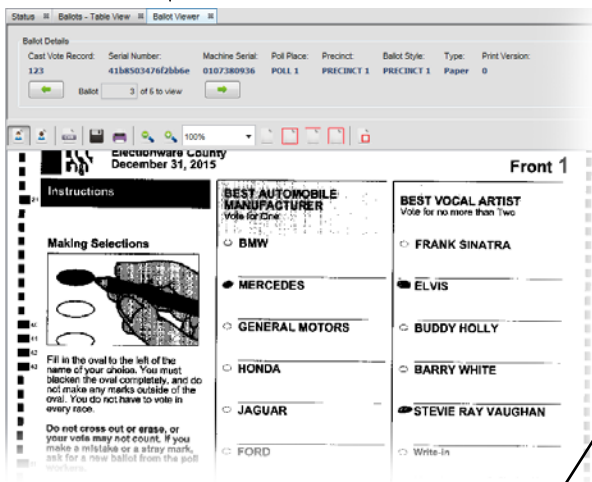 Status Ballots - Table View Ballot Viewer
Ballot Details
Cast Vote Record: Serial Number: Machine Serial: Poll Place: Precinct: Ballot Style: Type: Print Version:
123 41b8503476f2bb6e 0107380936 POLL 1 PRECINCT 1 PRECINCT 1 Paper 0
Ballot 3 of 6 to view
100%
Electionware County
December 31, 2015
Front 1
Instructions
Making Selections
Fill in the oval to the left of the
name of your choice. You must
blacken the oval completely, and do
not make any marks outside of the
oval. You do not have to vote in
every race.
Do not cross out or erase, or
your vote may not count. If you
make a mistake or a stray mark,
ask for a new ballot from the poll
workers.
21
40
41
42
43
BEST AUTOMOBILE
MANUFACTURER
Vote for One
BMW
MERCEDES
GENERAL MOTORS
HONDA
JAGUAR
FORD
BEST VOCAL ARTIST
Vote for no more than Two
FRANK SINATRA
ELVIS
BUDDY HOLLY
BARRY WHITE
STEVIE RAY VAUGHAN
Write-in